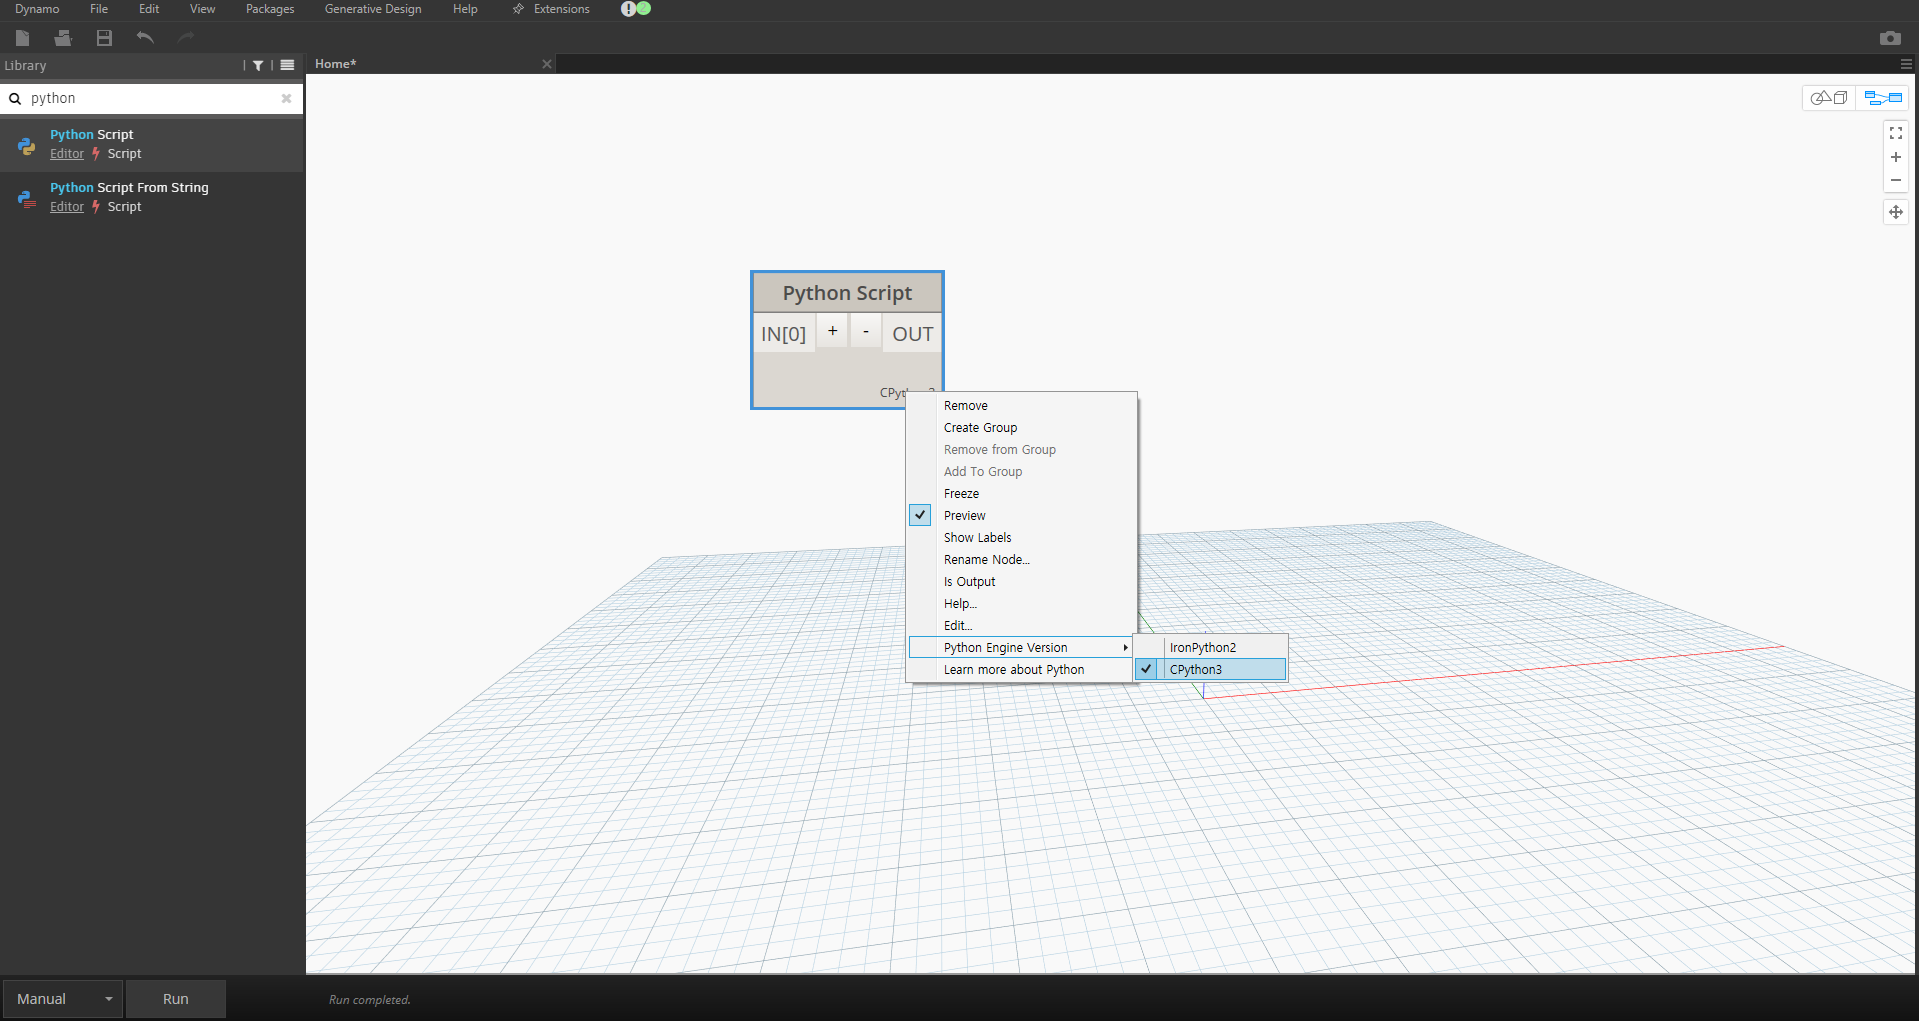 Dynamo File Edit View Packages Generative Design Help Extensions ! 2
Library
Home*
python
Python Script
Editor Script
Python Script From String
Editor Script
Python Script
IN[0] + - OUT
Remove
Create Group
Remove from Group
Add To Group
Freeze
Preview
Show Labels
Rename Node...
Is Output
Help...
Edit...
Python Engine Version
IronPython2
CPython3
Learn more about Python
Manual
Run
Run completed.